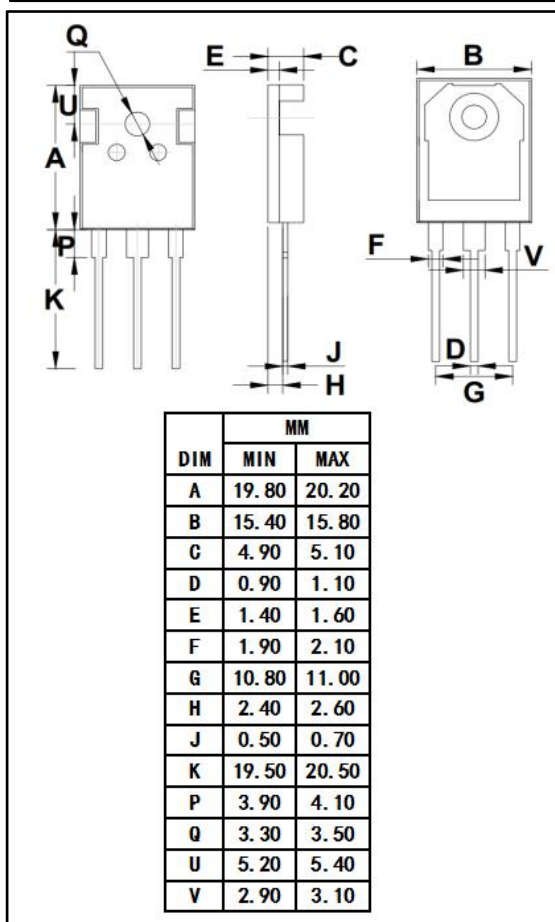 Q
E
C
B
U
A
P
K
F
V
J
D
H
G
MM
DIM MIN MAX
A 19.80 20.20
B 15.40 15.80
C 4.90 5.10
D 0.90 1.10
E 1.40 1.60
F 1.90 2.10
G 10.80 11.00
H 2.40 2.60
J 0.50 0.70
K 19.50 20.50
P 3.90 4.10
Q 3.30 3.50
U 5.20 5.40
V 2.90 3.10